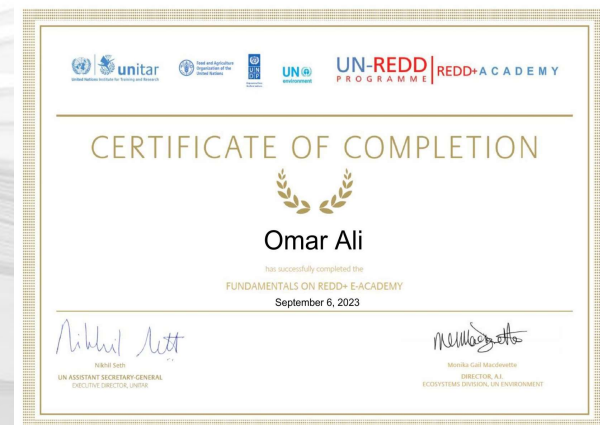 unitar
United Nations Institute for Training and Research
Food and Agriculture
Organization of the
United Nations
U N
D P
UN
environment
UN-REDD
PROGRAMME
REDD+ACADEMY
CERTIFICATE OF COMPLETION
Omar Ali
has successfully completed the
FUNDAMENTALS ON REDD+ E-ACADEMY
September 6, 2023
Nikhil Seth
Nikhil Seth
UN ASSISTANT SECRETARY-GENERAL
EXECUTIVE DIRECTOR, UNITAR
Monika Gail Macdevette
DIRECTOR, A.I.
ECOSYSTEMS DIVISION, UN ENVIRONMENT